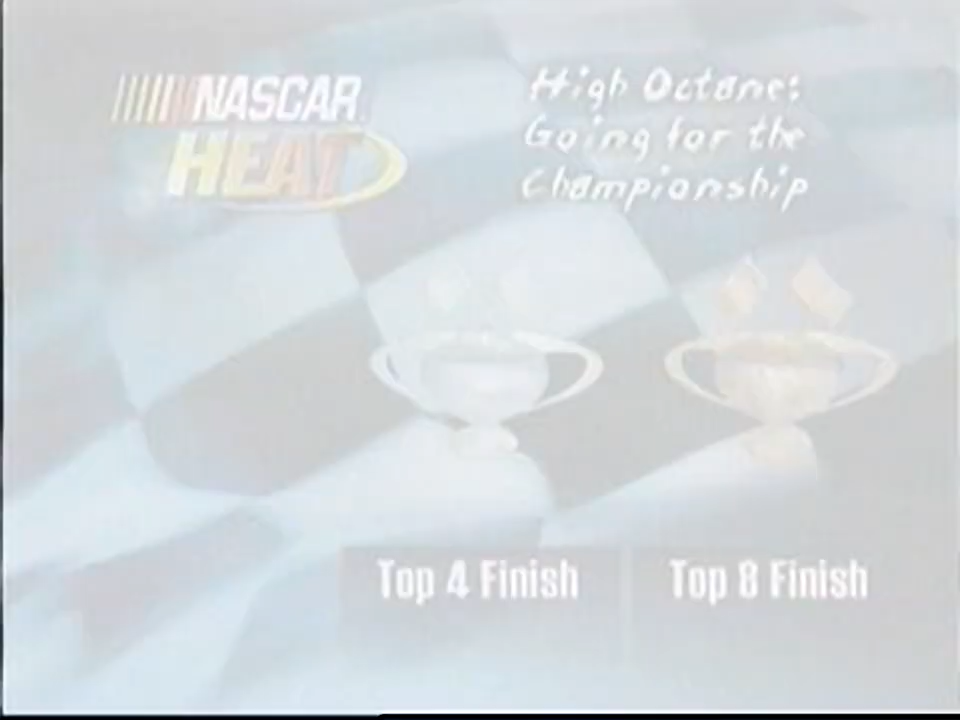 NASCAR
HEAT
High Octane:
Going for the
Championship
Top 4 Finish
Top 8 Finish